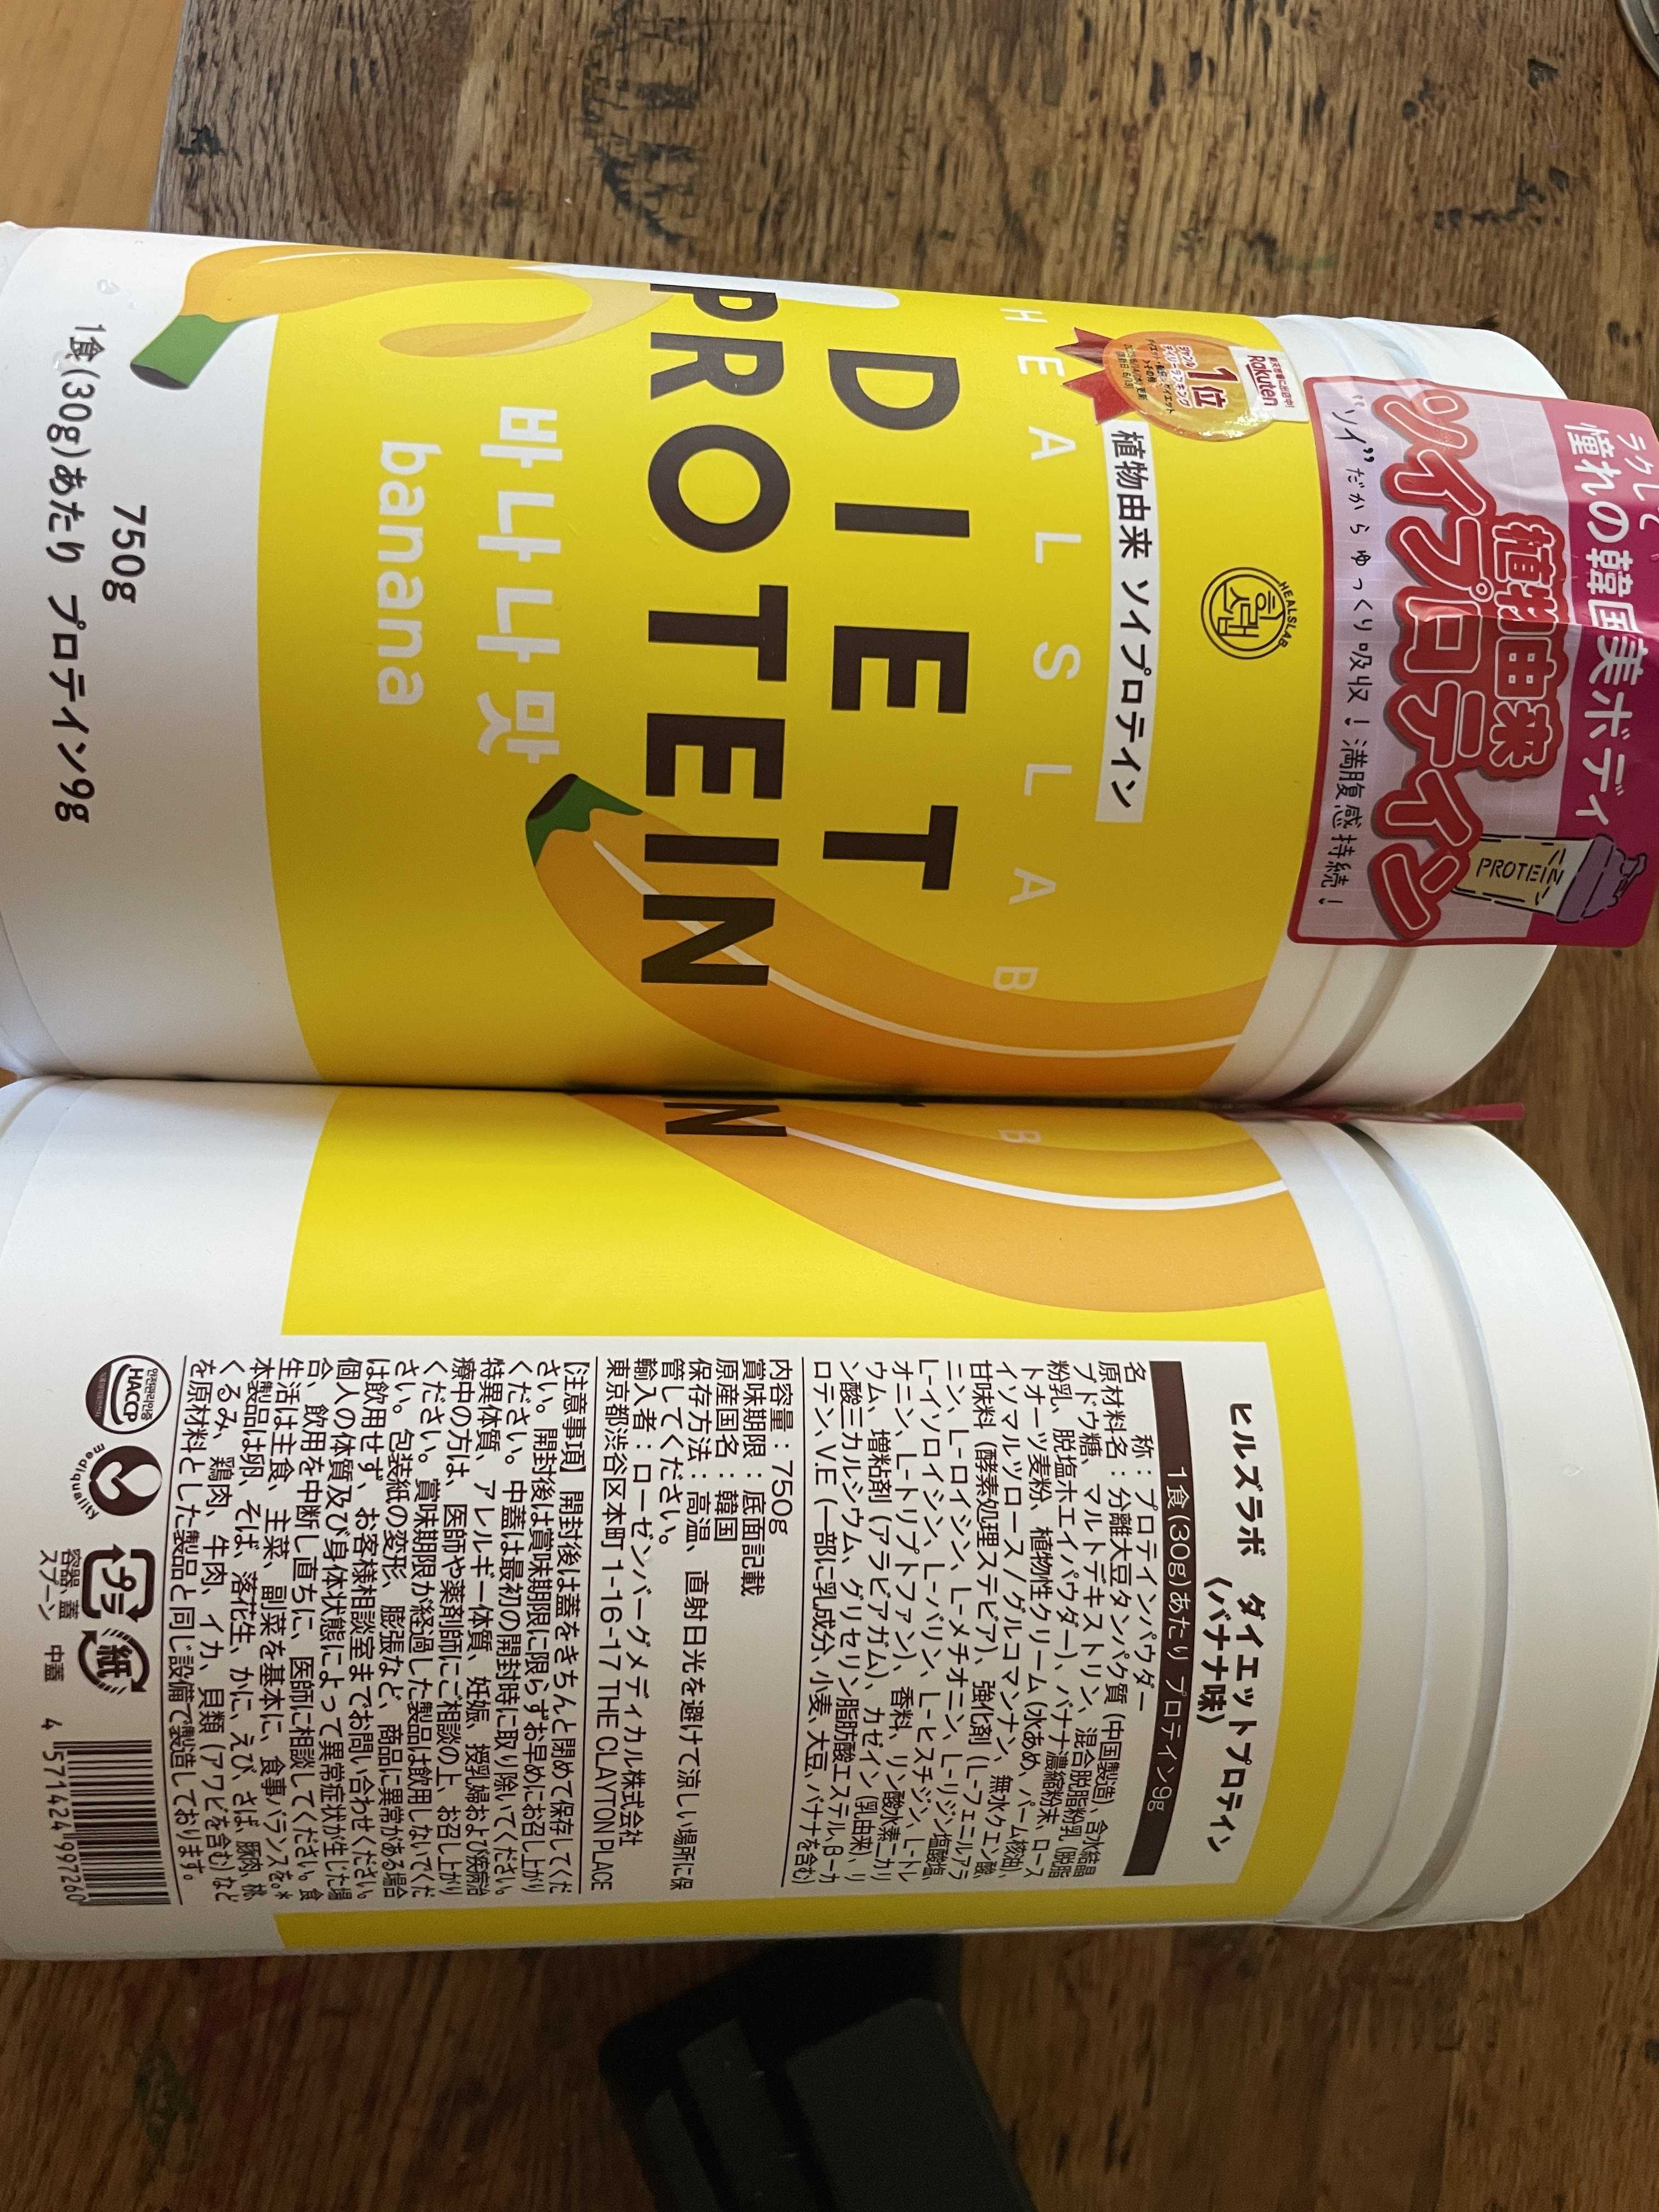 ラクして
憧れの韓国美ボディ
植物由来
ソイプロテイン
PROTEIN
“ソイ”だからゆっくり吸収!満腹感持続!
HEALSLAB
힐스랩
Rakuten
1位
植物由来 ソイプロテイン
HEALSLAB
DIET
PROTEIN
바나나맛
banana
750g
1食(30g)あたり プロテイン9g
B
N
ヒルズラボ ダイエットプロテイン
〈バナナ味〉
1食(30g)あたり プロテイン9g
名 称:プロテインパウダー
原材料名:分離大豆タンパク質(中国製造)、含水結晶
ブドウ糖、マルトデキストリン、混合脱脂粉乳(脱脂
粉乳、脱塩ホエイパウダー)、バナナ濃縮粉末、ロース
トオーツ麦粉、植物性クリーム(水あめ、パーム核油)、
イソマルツロース/グルコマンナン、無水クエン酸、
甘味料(酵素処理ステビア)、強化剤(L-フェニルアラ
ニン、L-ロイシン、L-メチオニン、L-リジン塩酸塩、
L-イソロイシン、L-バリン、L-ヒスチジン、L-トレ
オニン、L-トリプトファン)、香料、リン酸水素二カリ
ウム、増粘剤(アラビアガム)、カゼイン(乳由来)、リ
ン酸三カルシウム、グリセリン脂肪酸エステル、β-カ
ロテン、V.E(一部に乳成分、小麦、大豆、バナナを含む)
内容量:750g
賞味期限:底面記載
原産国名:韓国
保存方法:高温、直射日光を避けて涼しい場所に保
管してください。
輸入者:ローゼンバーグメディカル株式会社
東京都渋谷区本町1-16-17 THE CLAYTON PLACE
【注意事項】開封後は蓋をきちんと閉めて保存してくだ
さい。開封後は賞味期限に限らずお早めにお召し上がり
ください。中蓋は最初の開封時に取り除いてください。
特異体質、アレルギー体質、妊娠、授乳婦および疾病治
療中の方は、医師や薬剤師にご相談の上、お召し上がり
ください。賞味期限が経過した製品は飲用しないでくだ
さい。包装紙の変形、膨張など、商品に異常がある場合
は飲用せず、お客様相談室までお問い合わせください。
個人の体質及び身体状態によって異常症状が生じた場
合、飲用を中断し直ちに、医師に相談してください。食
生活は主食、主菜、副菜を基本に、食事バランスを。*
本製品は卵、そば、落花生、かに、えび、さば、豚肉、桃、
くるみ、鶏肉、牛肉、イカ、貝類(アワビを含む)など
を原材料とした製品と同じ設備で製造しております。
안전관리인증
HACCP
mediquality
プラ
容器、蓋
スプーン
紙
中蓋
4 571424 997260